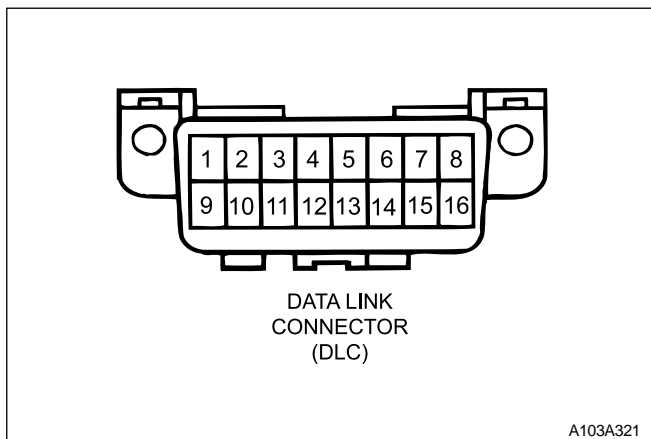 1 2 3 4 5 6 7 8
9 10 11 12 13 14 15 16
DATA LINK
CONNECTOR
(DLC)
A103A321